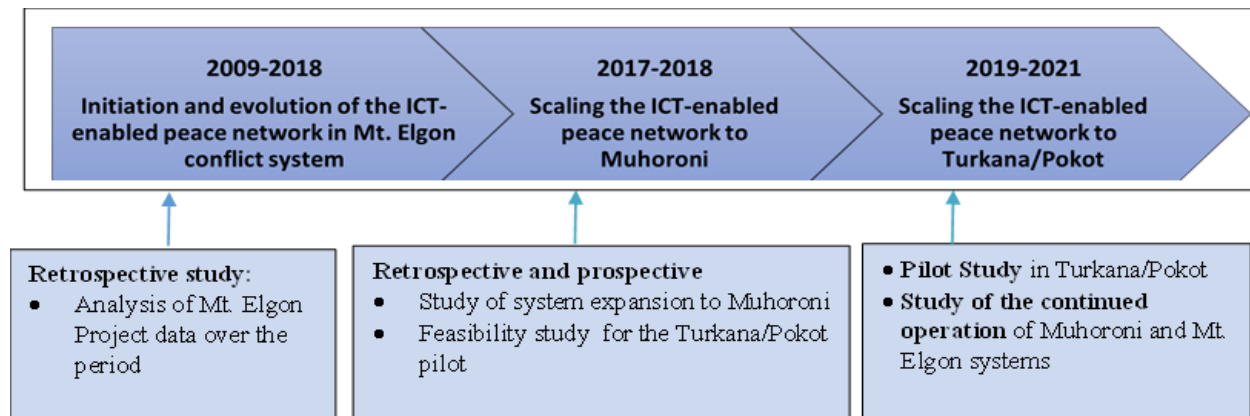 2009-2018
Initiation and evolution of the ICT-
enabled peace network in Mt. Elgon
conflict system
2017-2018
Scaling the ICT-enabled
peace network to
Muhoroni
2019-2021
Scaling the ICT-enabled
peace network to
Turkana/Pokot
Retrospective study:
• Analysis of Mt. Elgon
Project data over the
period
Retrospective and prospective
• Study of system expansion to Muhoroni
• Feasibility study for the Turkana/Pokot
pilot
• Pilot Study in Turkana/Pokot
• Study of the continued
operation of Muhoroni and Mt.
Elgon systems